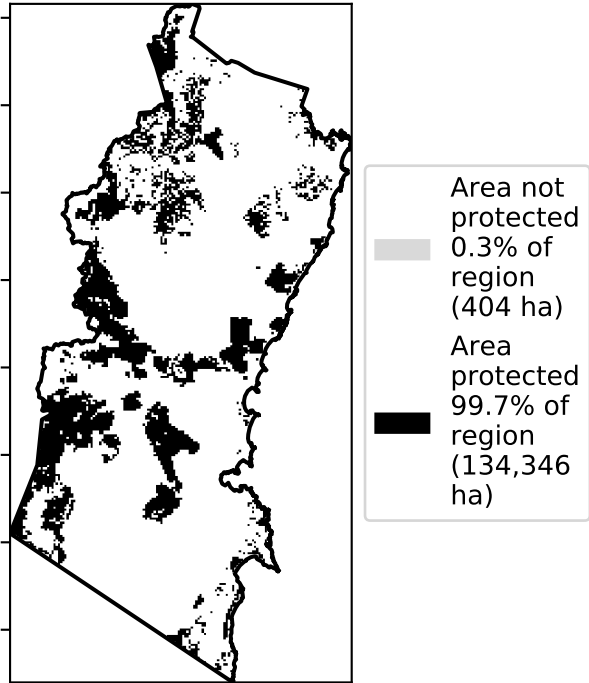 Area not
protected
0.3% of
region
(404 ha)
Area
protected
99.7% of
region
(134,346
ha)